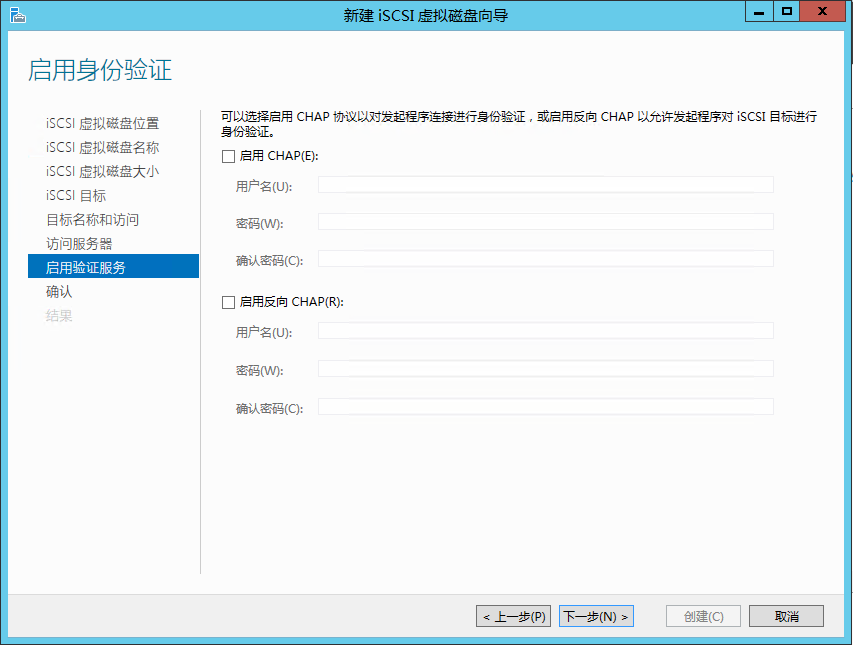 新建 iSCSI 虚拟磁盘向导
启用身份验证
iSCSI 虚拟磁盘位置
iSCSI 虚拟磁盘名称
iSCSI 虚拟磁盘大小
iSCSI 目标
目标名称和访问
访问服务器
启用验证服务
确认
结果
可以选择启用 CHAP 协议以对发起程序连接进行身份验证，或启用反向 CHAP 以允许发起程序对 iSCSI 目标进行
身份验证。
启用 CHAP(E):
用户名(U):
密码(W):
确认密码(C):
启用反向 CHAP(R):
用户名(U):
密码(W):
确认密码(C):
< 上一步(P) 下一步(N) > 创建(C) 取消